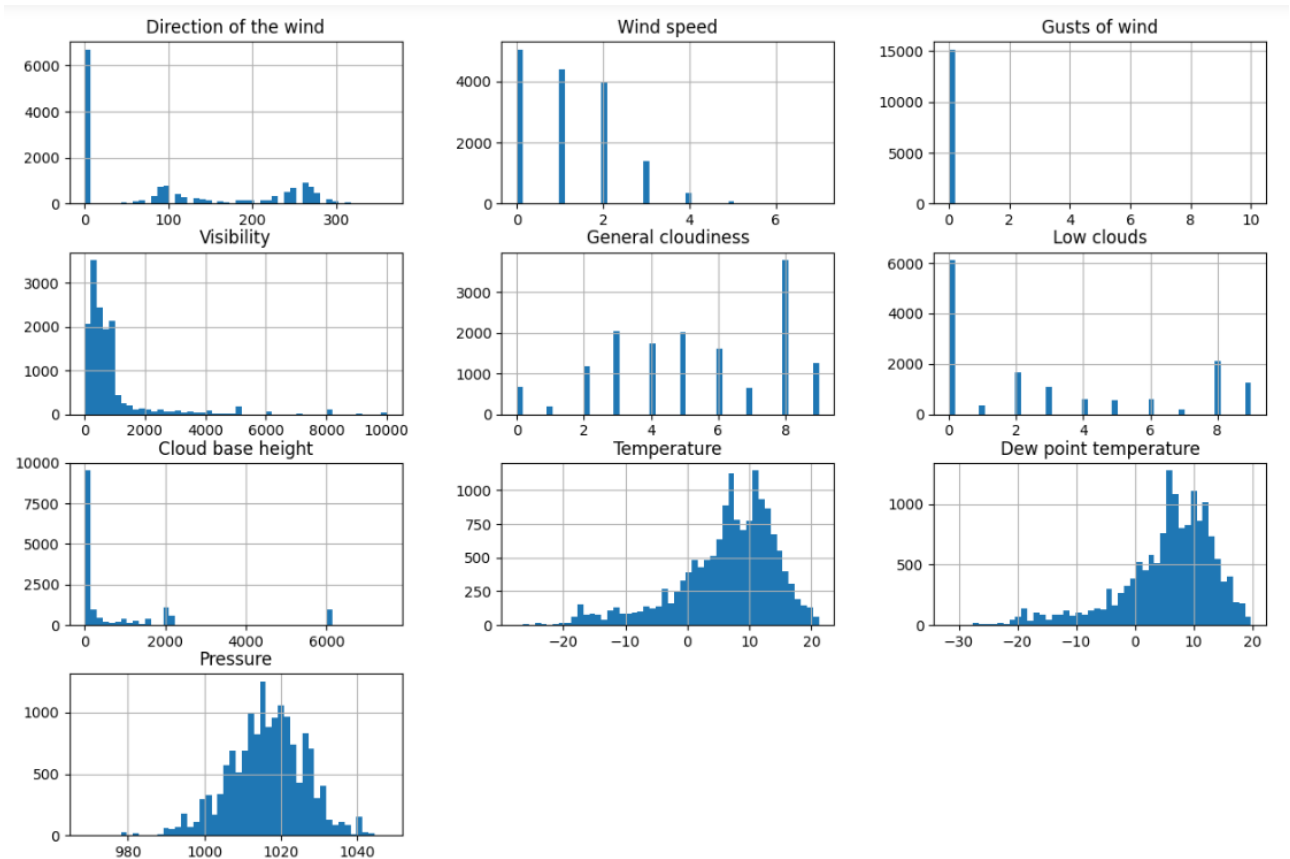 Direction of the wind
6000
4000
2000
0
0 100 200 300
Wind speed
4000
2000
0
0 2 4 6
Gusts of wind
15000
10000
5000
0
0 2 4 6 8 10
Visibility
3000
2000
1000
0
0 2000 4000 6000 8000 10000
General cloudiness
3000
2000
1000
0
0 2 4 6 8
Low clouds
6000
4000
2000
0
0 2 4 6 8
Cloud base height
10000
7500
5000
2500
0
0 2000 4000 6000
Temperature
1000
750
500
250
0
−20 −10 0 10 20
Dew point temperature
1000
500
0
−30 −20 −10 0 10 20
Pressure
1000
500
0
980 1000 1020 1040